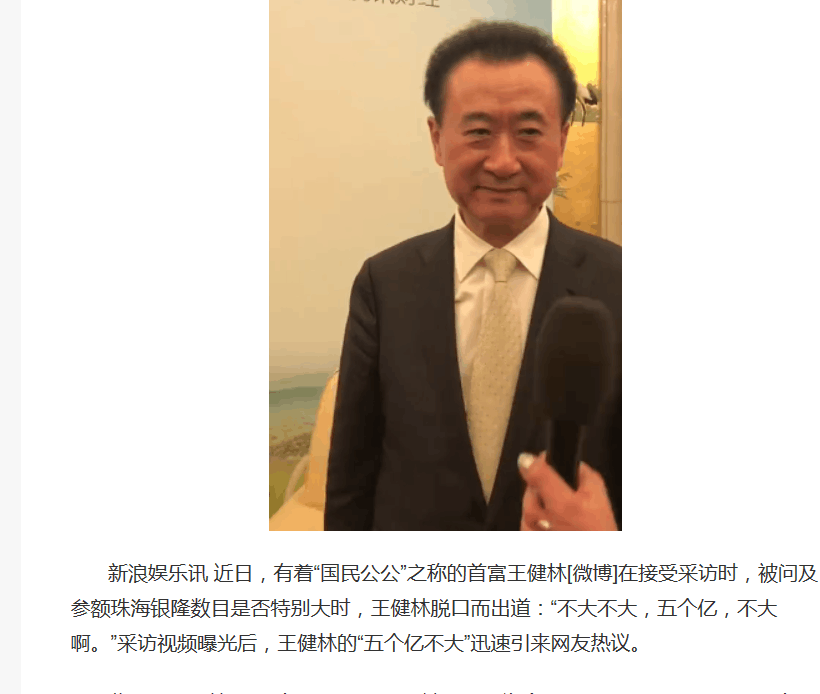 新浪娱乐讯 近日，有着“国民公公”之称的首富王健林[微博]在接受采访时，被问及
参额珠海银隆数目是否特别大时，王健林脱口而出道：“不大不大，五个亿，不大
啊。”采访视频曝光后，王健林的“五个亿不大”迅速引来网友热议。